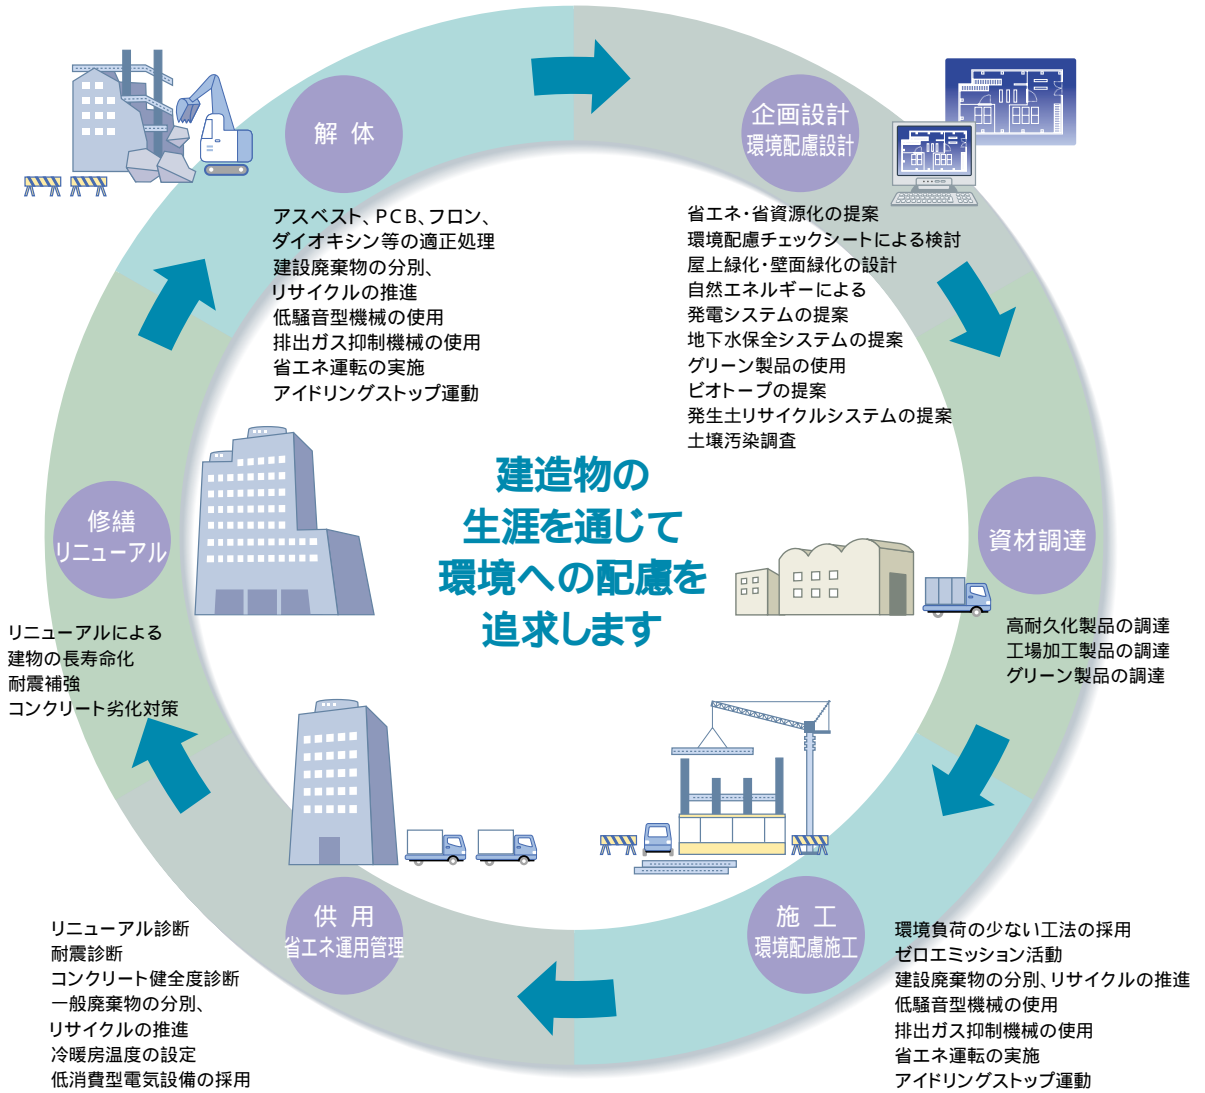 解 体
アスベスト、PCB、フロン、
ダイオキシン等の適正処理
建設廃棄物の分別、
リサイクルの推進
低騒音型機械の使用
排出ガス抑制機械の使用
省エネ運転の実施
アイドリングストップ運動
企画設計
環境配慮設計
省エネ・省資源化の提案
環境配慮チェックシートによる検討
屋上緑化・壁面緑化の設計
自然エネルギーによる
発電システムの提案
地下水保全システムの提案
グリーン製品の使用
ビオトープの提案
発生土リサイクルシステムの提案
土壌汚染調査
建造物の
生涯を通じて
環境への配慮を
追求します
修繕
リニューアル
リニューアルによる
建物の長寿命化
耐震補強
コンクリート劣化対策
資材調達
高耐久化製品の調達
工場加工製品の調達
グリーン製品の調達
供 用
省エネ運用管理
リニューアル診断
耐震診断
コンクリート健全度診断
一般廃棄物の分別、
リサイクルの推進
冷暖房温度の設定
低消費型電気設備の採用
施 工
環境配慮施工
環境負荷の少ない工法の採用
ゼロエミッション活動
建設廃棄物の分別、リサイクルの推進
低騒音型機械の使用
排出ガス抑制機械の使用
省エネ運転の実施
アイドリングストップ運動